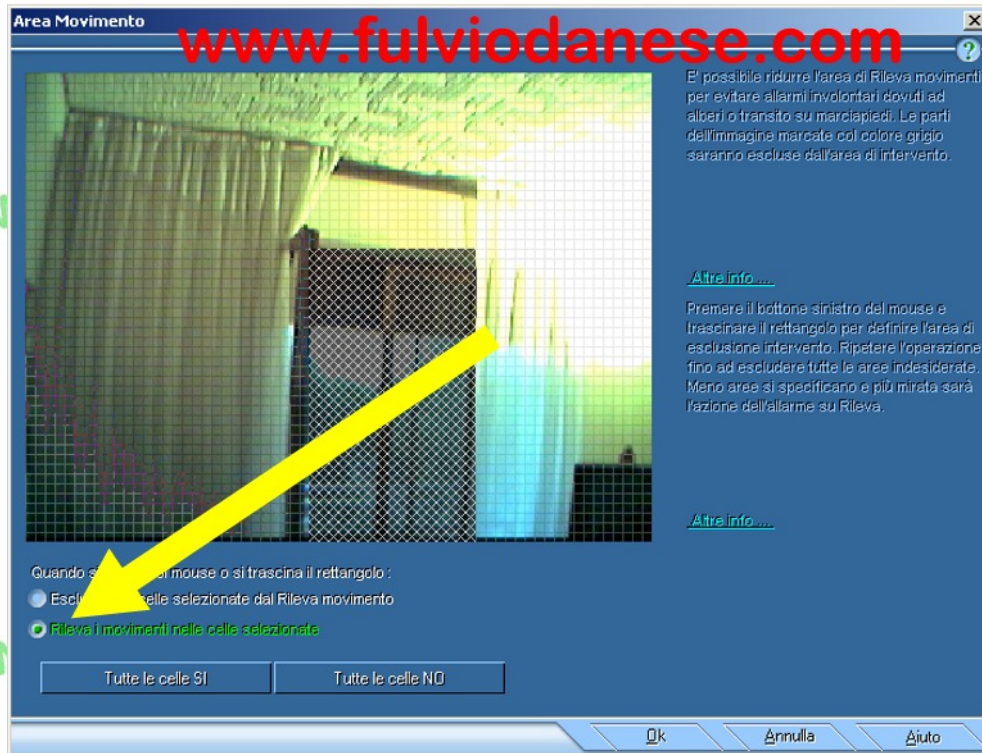 Area Movimento
www.fulviodanese.com
E' possibile ridurre l'area di Rileva movimenti
per evitare allarmi involontari dovuti ad
alberi o transito su marciapiedi. Le parti
dell'immagine marcate col colore grigio
saranno escluse dall'area di intervento.
Altre info ....
Premere il bottone sinistro del mouse e
trascinare il rettangolo per definire l'area di
esclusione intervento. Ripetere l'operazione
fino ad escludere tutte le aree indesiderate.
Meno aree si specificano e più mirata sarà
l'azione dell'allarme su Rileva.
Altre info ....
Quando mouse o si trascina il rettangolo :
selezionate dal Rileva movimento
Rileva i movimenti nelle celle selezionate
Tutte le celle SI
Tutte le celle NO
Ok
Annulla
Aiuto